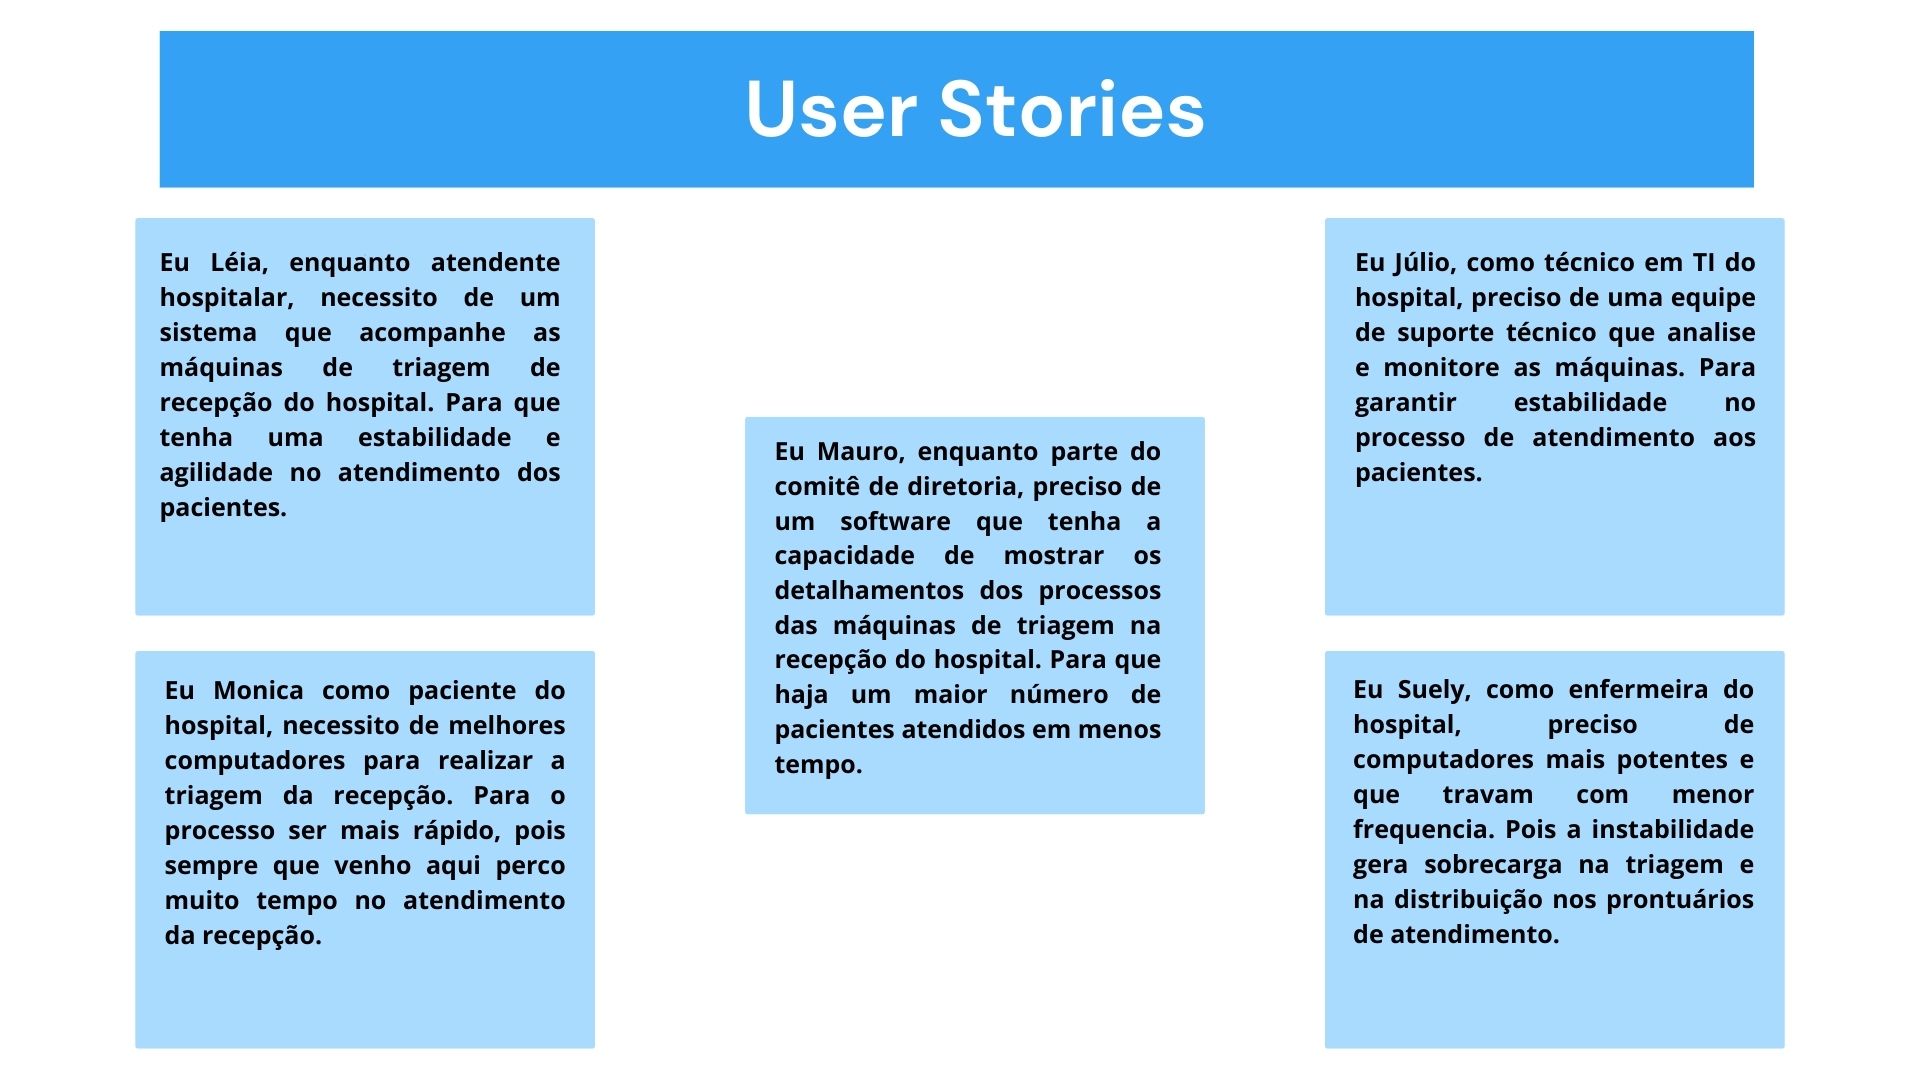 User Stories
Eu Léia, enquanto atendente
hospitalar, necessito de um
sistema que acompanhe as
máquinas de triagem de
recepção do hospital. Para que
tenha uma estabilidade e
agilidade no atendimento dos
pacientes.
Eu Monica como paciente do
hospital, necessito de melhores
computadores para realizar a
triagem da recepção. Para o
processo ser mais rápido, pois
sempre que venho aqui perco
muito tempo no atendimento
da recepção.
Eu Mauro, enquanto parte do
comitê de diretoria, preciso de
um software que tenha a
capacidade de mostrar os
detalhamentos dos processos
das máquinas de triagem na
recepção do hospital. Para que
haja um maior número de
pacientes atendidos em menos
tempo.
Eu Júlio, como técnico em TI do
hospital, preciso de uma equipe
de suporte técnico que analise
e monitore as máquinas. Para
garantir estabilidade no
processo de atendimento aos
pacientes.
Eu Suely, como enfermeira do
hospital, preciso de
computadores mais potentes e
que travam com menor
frequencia. Pois a instabilidade
gera sobrecarga na triagem e
na distribuição nos prontuários
de atendimento.